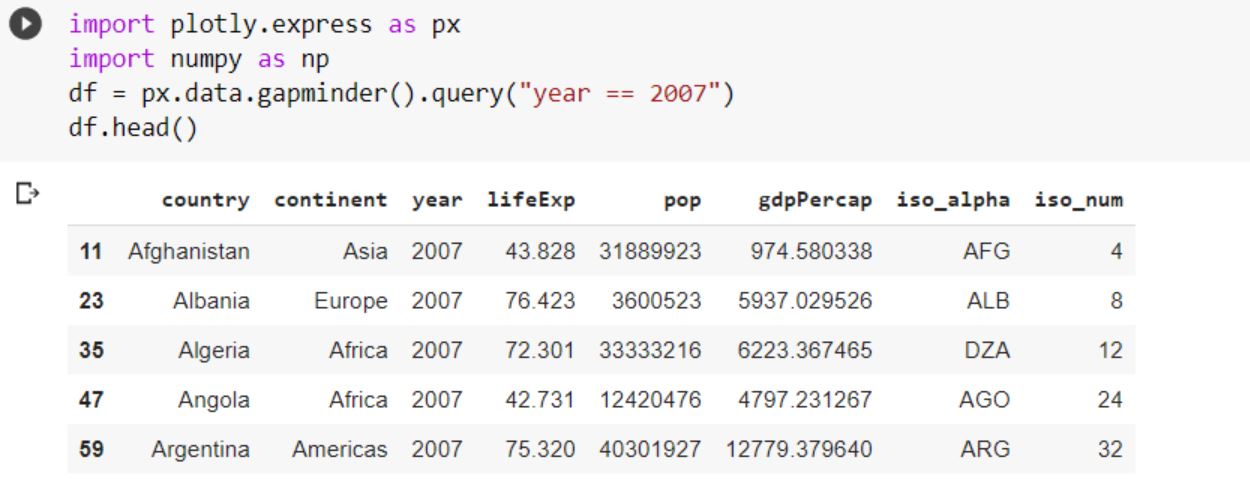 import plotly.express as px
import numpy as np
df = px.data.gapminder().query("year == 2007")
df.head()
country continent year lifeExp pop gdpPercap iso_alpha iso_num
11 Afghanistan Asia 2007 43.828 31889923 974.580338 AFG 4
23 Albania Europe 2007 76.423 3600523 5937.029526 ALB 8
35 Algeria Africa 2007 72.301 33333216 6223.367465 DZA 12
47 Angola Africa 2007 42.731 12420476 4797.231267 AGO 24
59 Argentina Americas 2007 75.320 40301927 12779.379640 ARG 32